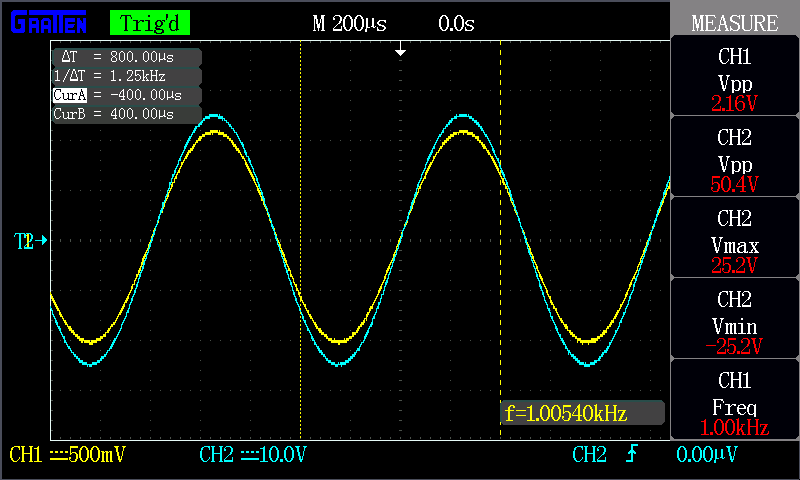 GRATTEN Trig'd M 200µs 0.0s MEASURE
ΔT = 800.00µs
1/ΔT = 1.25kHz
CurA = -400.00µs
CurB = 400.00µs
CH1
Vpp
2.16V
CH2
Vpp
50.4V
CH2
Vmax
25.2V
CH2
Vmin
-25.2V
CH1
Freq
1.00kHz
f=1.00540kHz
CH1 500mV CH2 10.0V CH2 0.00µV